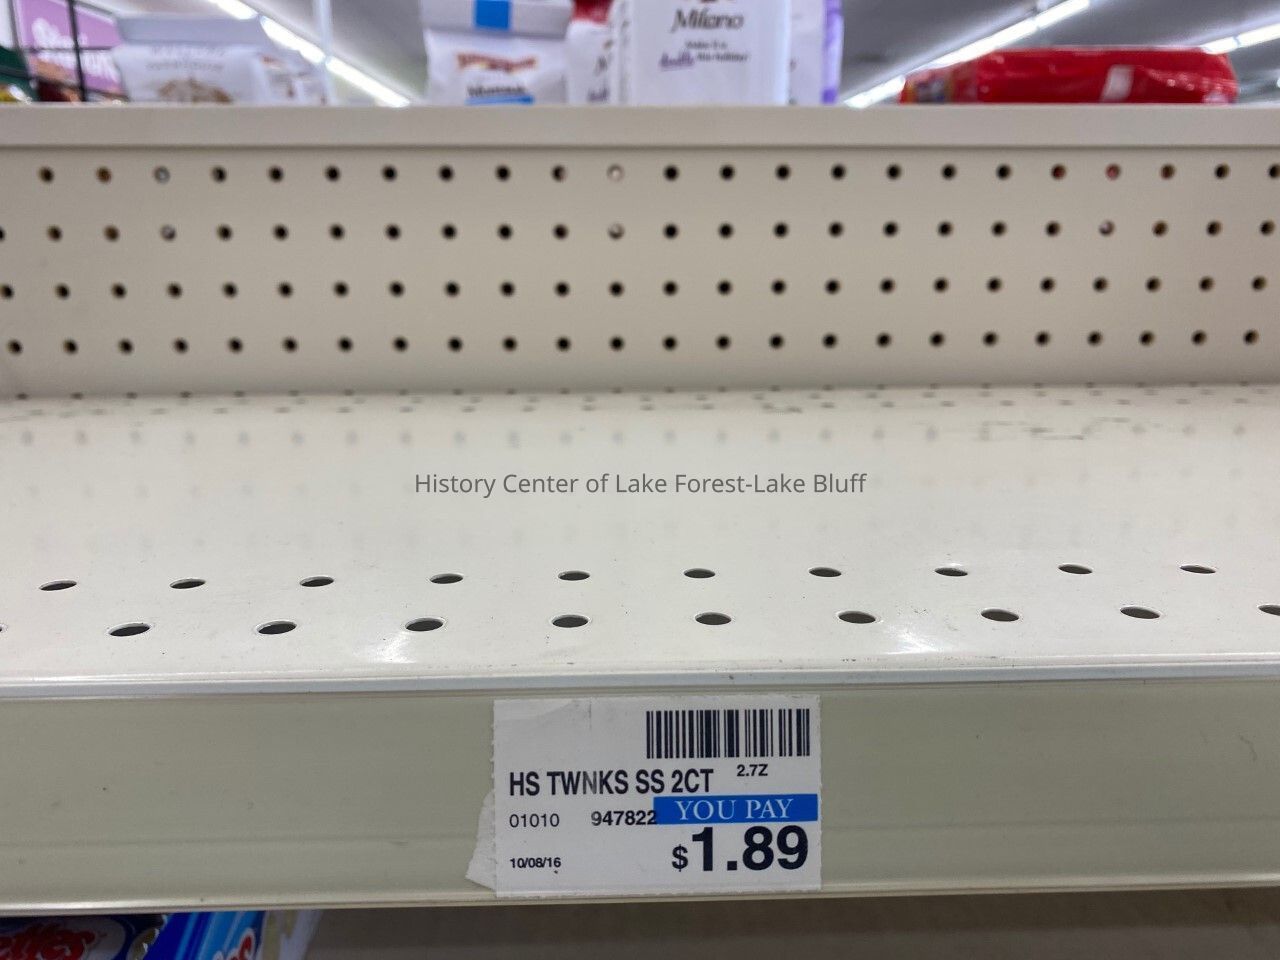 Milano
History Center of Lake Forest-Lake Bluff
HS TWNKS SS 2CT 2.7Z
01010 947822 YOU PAY
10/08/16 $1.89